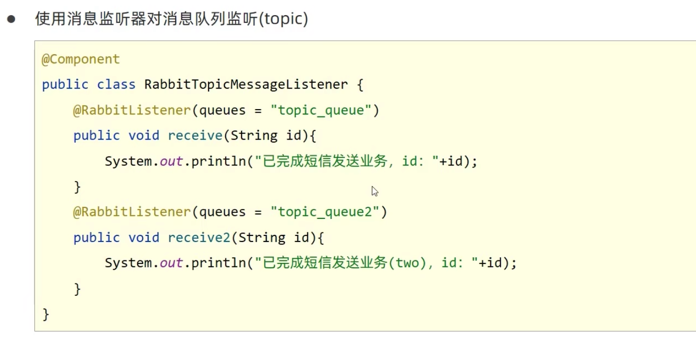 ● 使用消息监听器对消息队列监听(topic)
@Component
public class RabbitTopicMessageListener {
    @RabbitListener(queues = "topic_queue")
    public void receive(String id){
        System.out.println("已完成短信发送业务，id："+id);
    }
    @RabbitListener(queues = "topic_queue2")
    public void receive2(String id){
        System.out.println("已完成短信发送业务(two)，id："+id);
    }
}